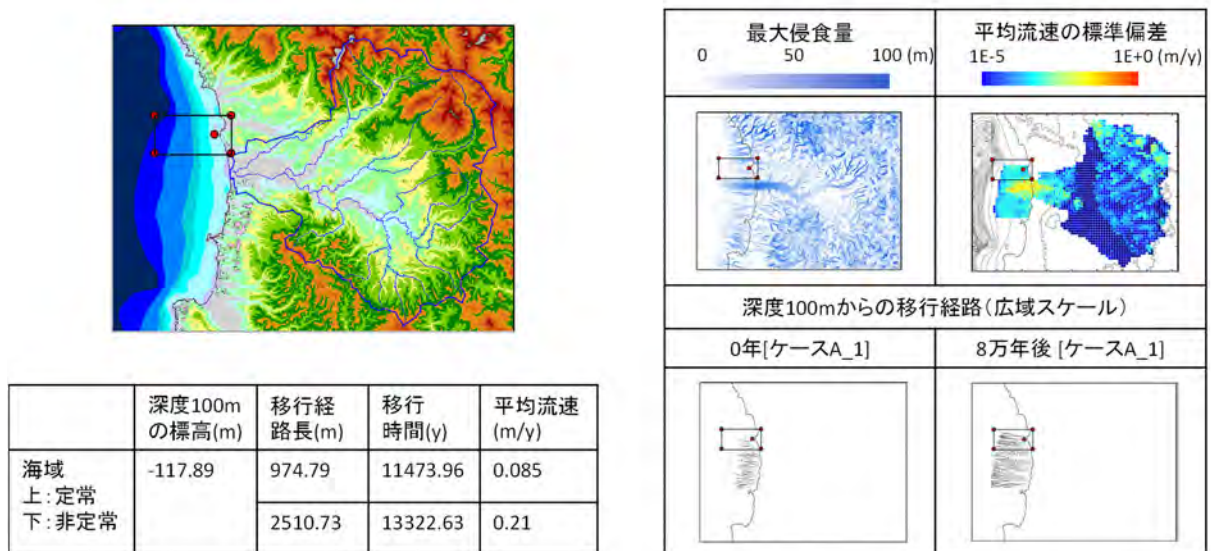 最大侵食量
0 50 100 (m)
平均流速の標準偏差
1E-5 1E+0 (m/y)
深度100mからの移行経路(広域スケール)
0年[ケースA_1]
8万年後 [ケースA_1]
深度100m
の標高(m)
移行経
路長(m)
移行
時間(y)
平均流速
(m/y)
海域
上:定常
下:非定常
-117.89
974.79
11473.96
0.085
2510.73
13322.63
0.21